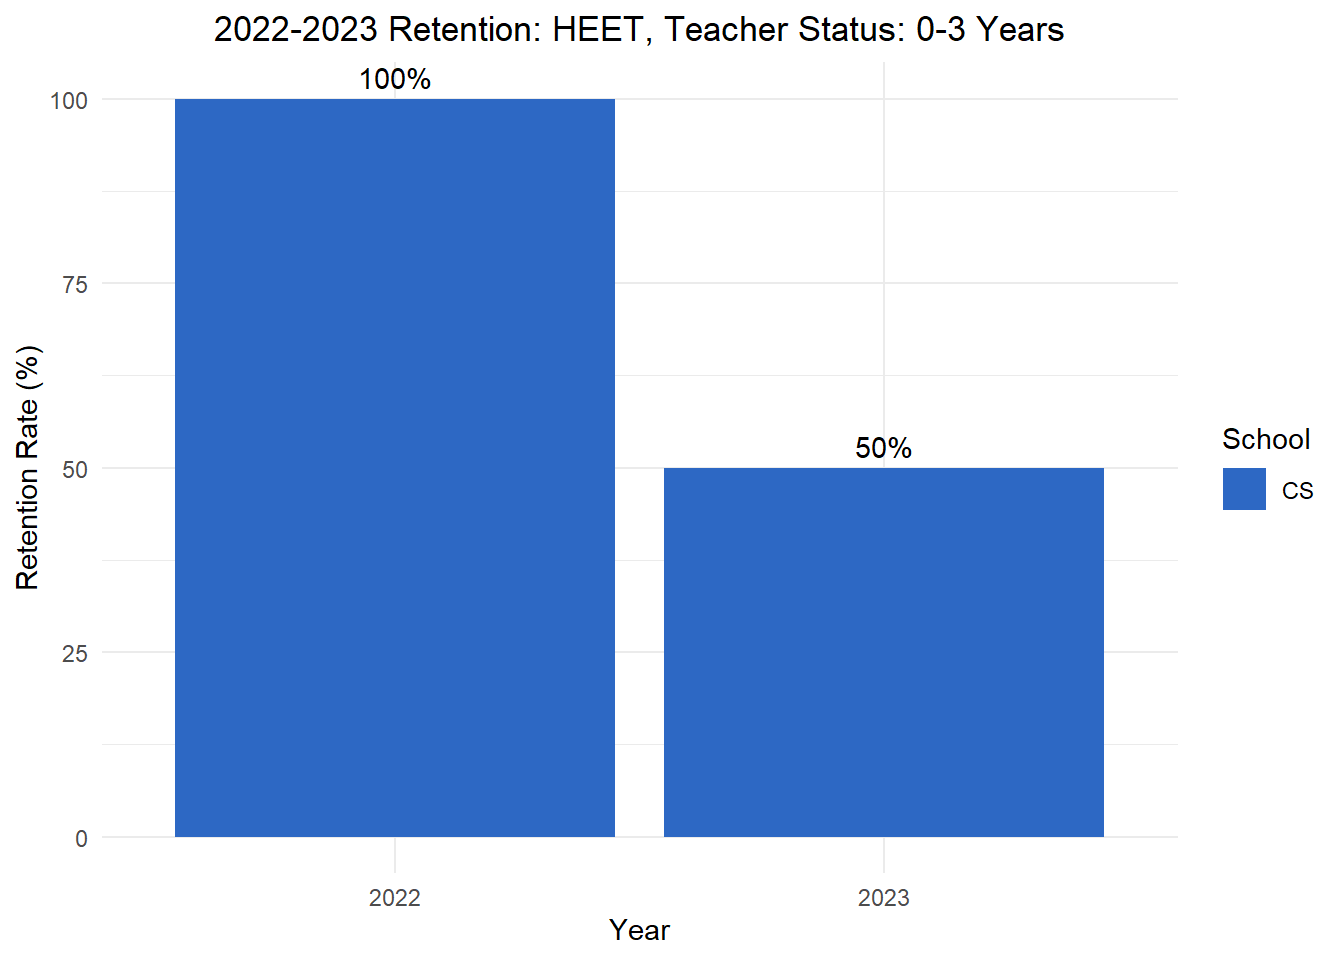 2022-2023 Retention: HEET, Teacher Status: 0-3 Years
100%
100
75
50%
50
25
0
Retention Rate (%)
2022
2023
Year
School
CS